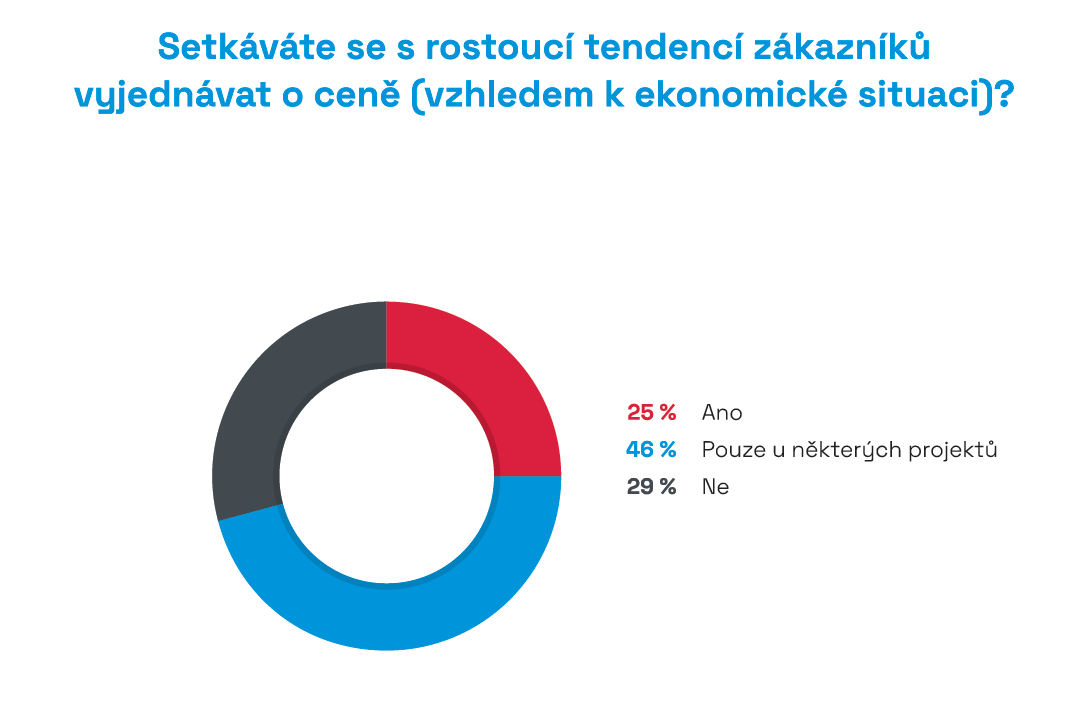 Setkáváte se s rostoucí tendencí zákazníků
vyjednávat o ceně (vzhledem k ekonomické situaci)?
25 % Ano
46 % Pouze u některých projektů
29 % Ne